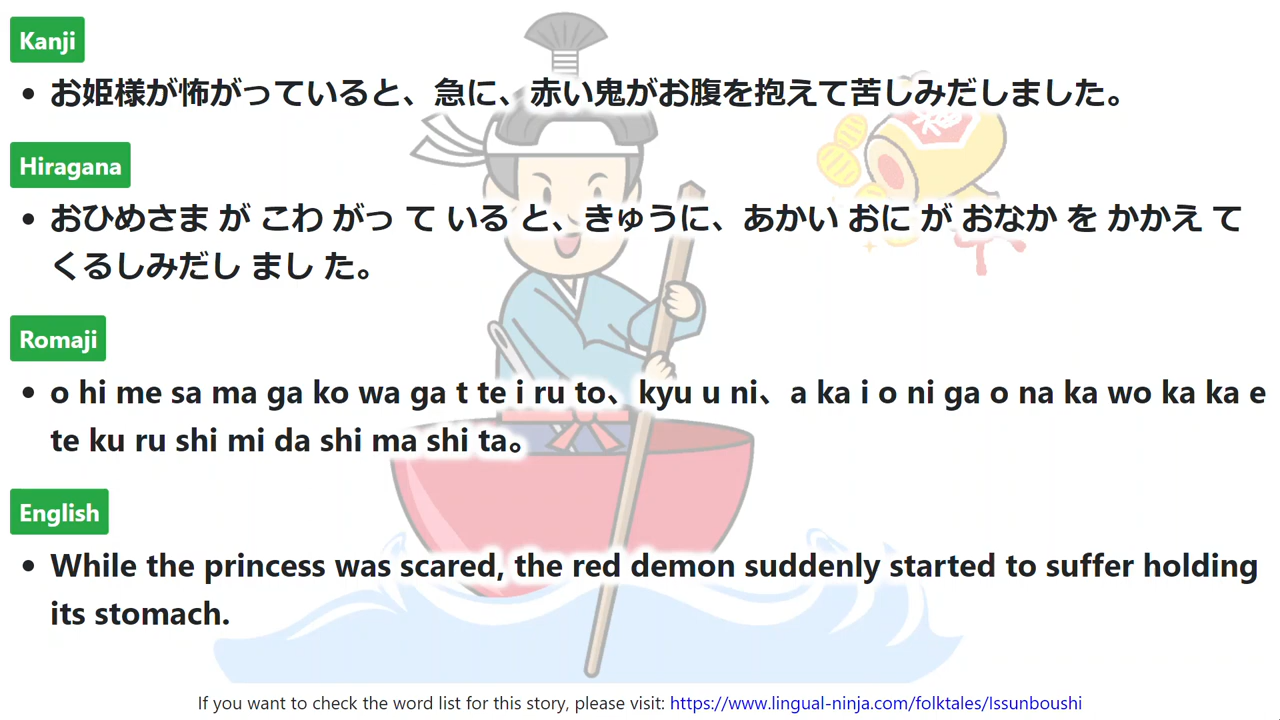 Kanji
• お姫様が怖がっていると、急に、赤い鬼がお腹を抱えて苦しみだしました。
Hiragana
• おひめさま が こわ がっ て いる と、きゅうに、あかい おに が おなか を かかえ て
くるしみだし まし た。
Romaji
• o hi me sa ma ga ko wa ga t te i ru to、kyu u ni、a ka i o ni ga o na ka wo ka ka e
te ku ru shi mi da shi ma shi ta。
English
• While the princess was scared, the red demon suddenly started to suffer holding
its stomach.
福
If you want to check the word list for this story, please visit: https://www.lingual-ninja.com/folktales/Issunboushi